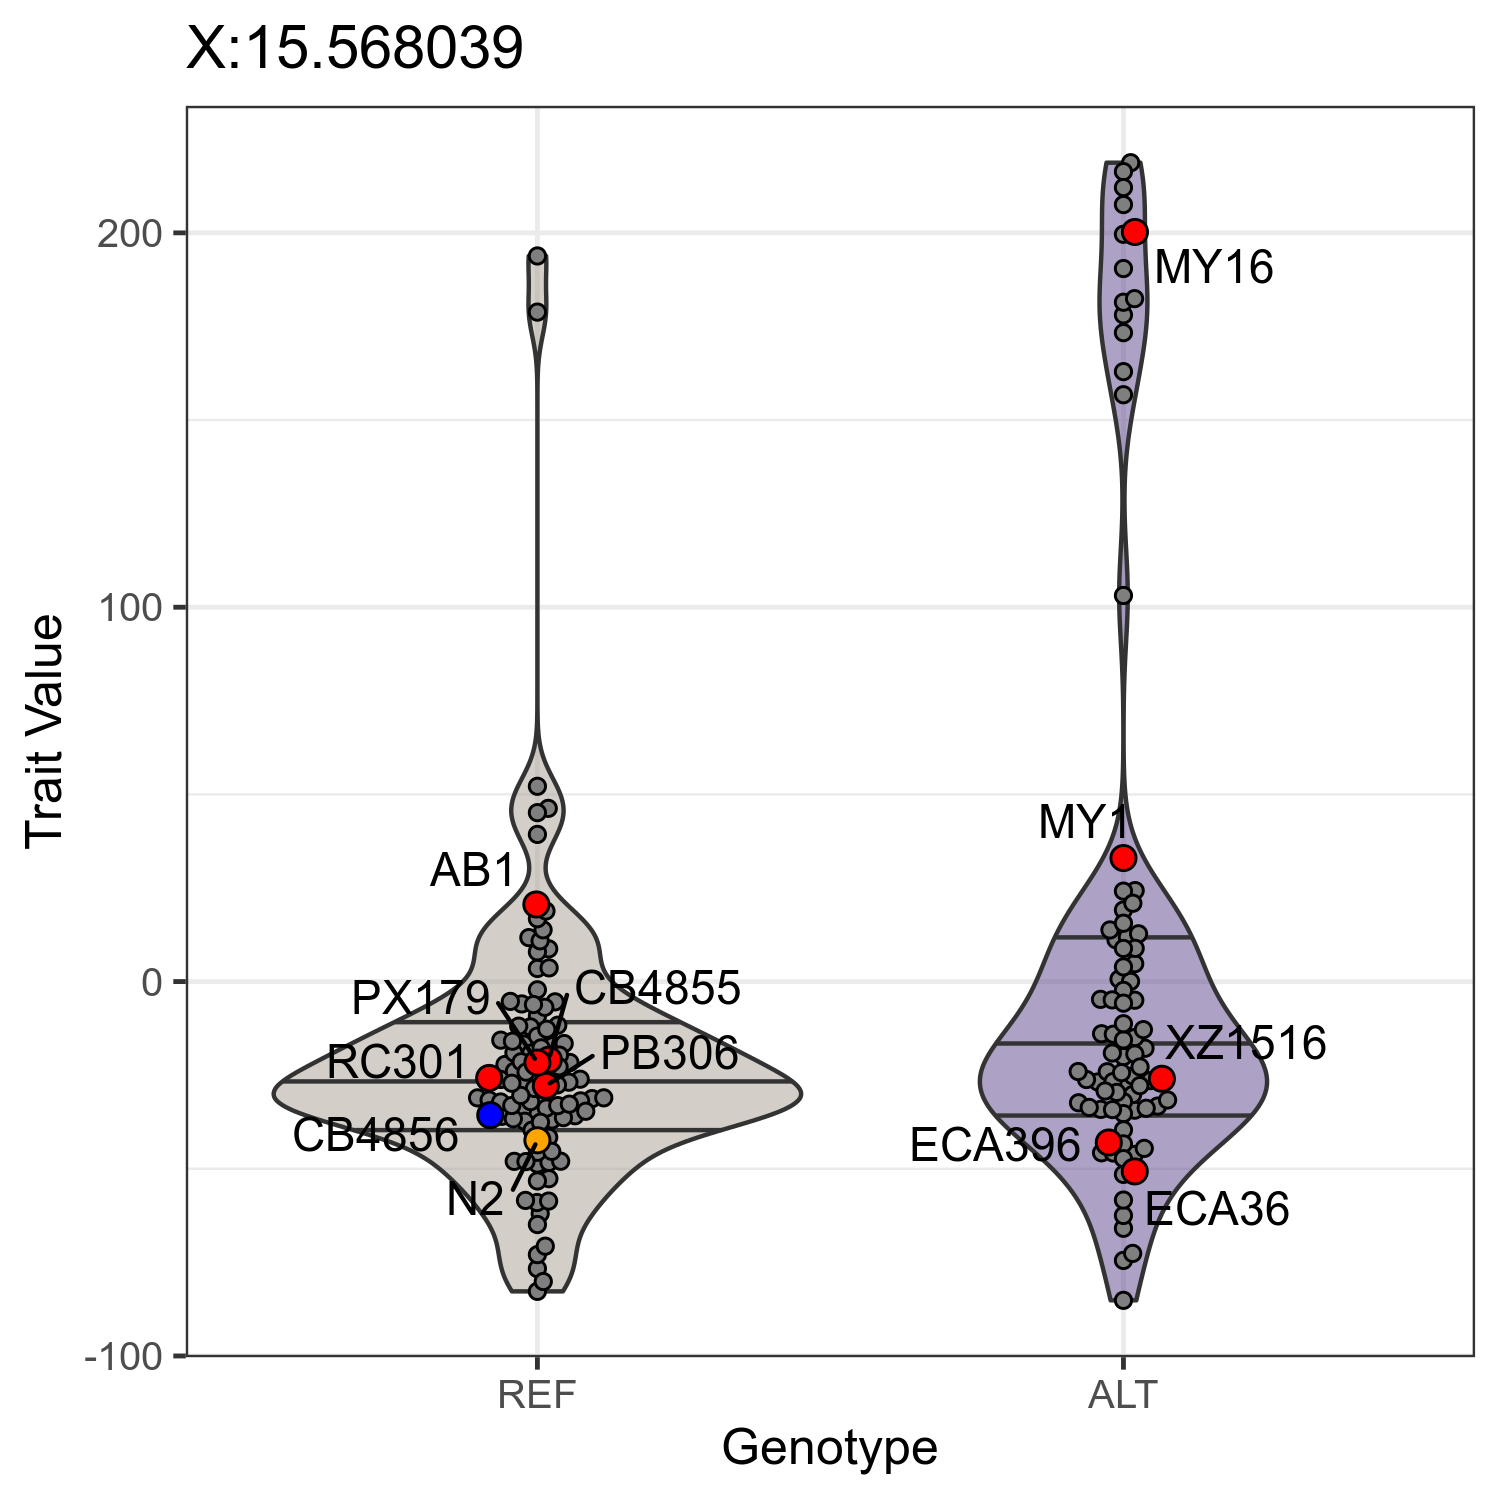 X:15.568039
Trait Value
200
100
0
-100
MY16
MY1
AB1
PX179
CB4855
RC301
PB306
XZ1516
CB4856
ECA396
N2
ECA36
REF
ALT
Genotype